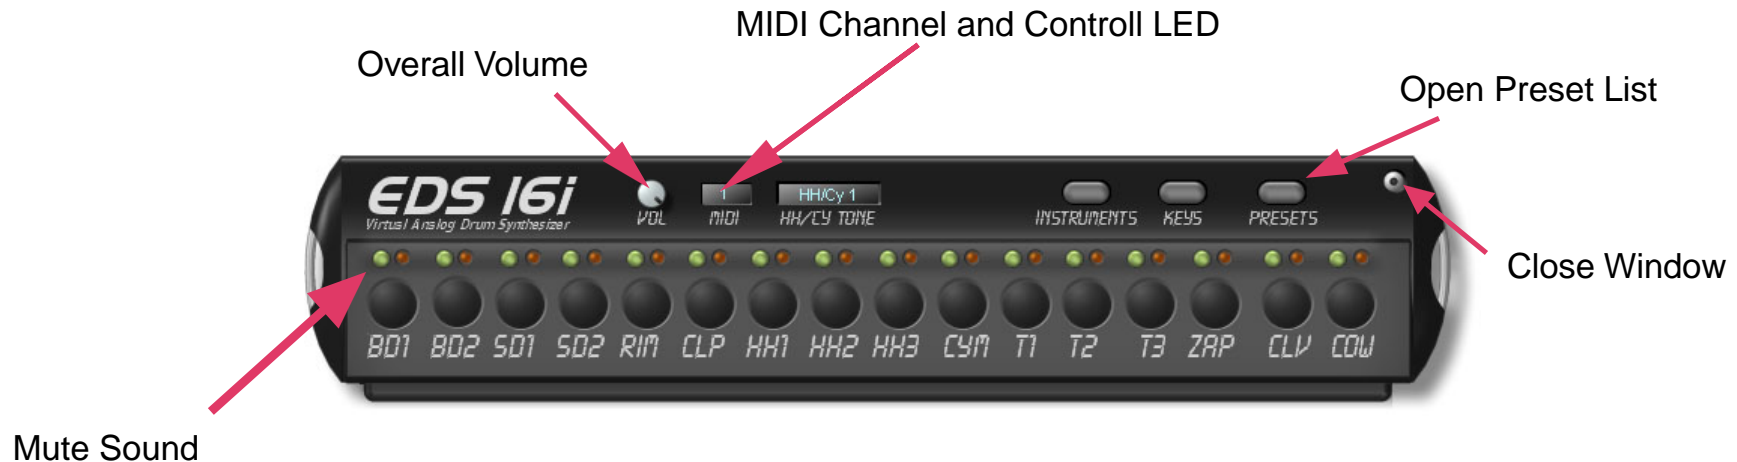 MIDI Channel and Controll LED
Overall Volume
Open Preset List
EDS 16i
Virtual Analog Drum Synthesizer
1
HH/Cy 1
VOL MIDI HH/CY TONE INSTRUMENTS KEYS PRESETS
Close Window
BD1 BD2 SD1 SD2 RIM CLP HH1 HH2 HH3 CYM T1 T2 T3 ZAP CLV COW
Mute Sound